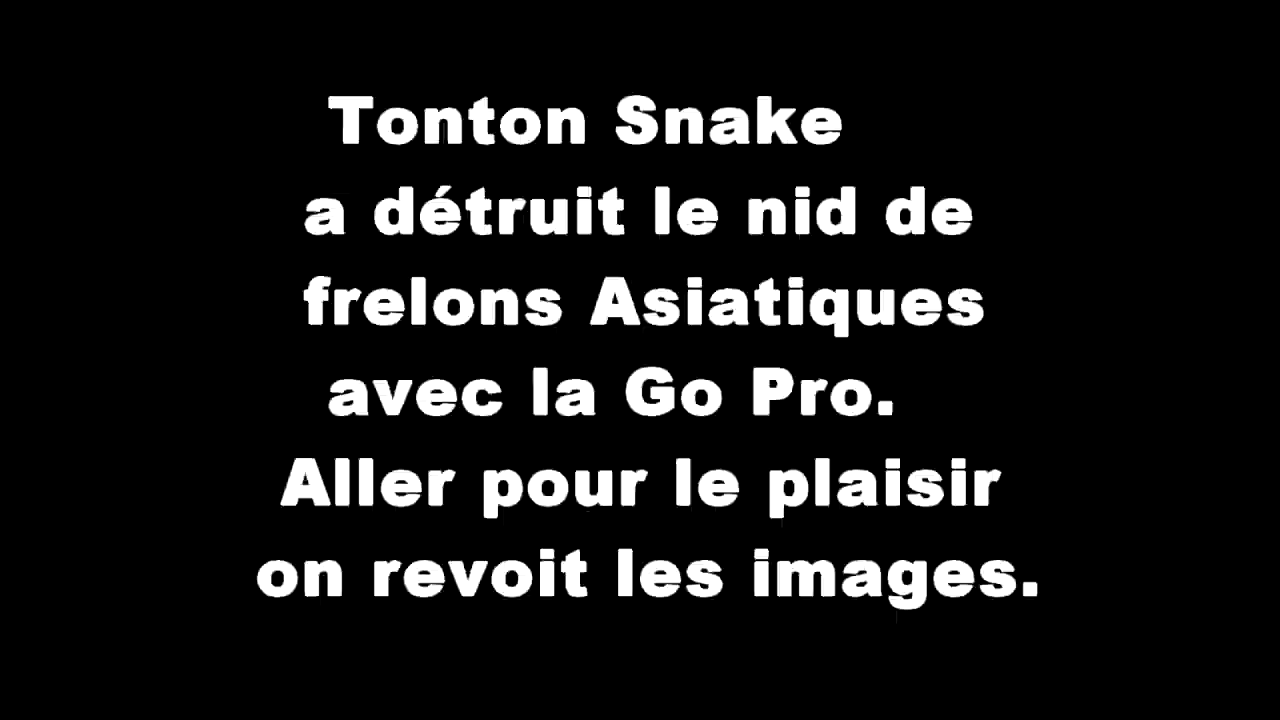 Tonton Snake
a détruit le nid de
frelons Asiatiques
avec la Go Pro.
Aller pour le plaisir
on revoit les images.